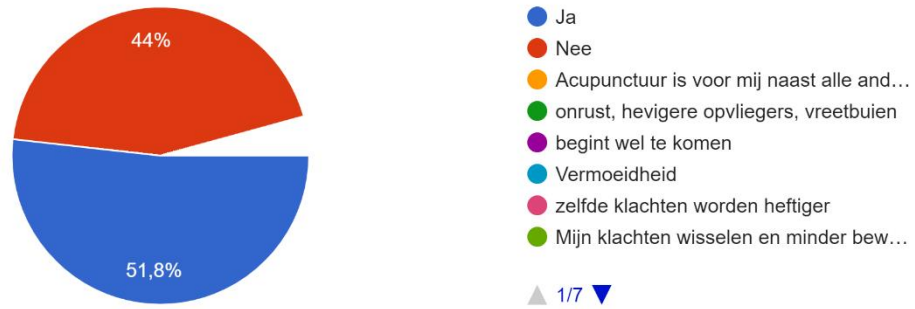 44%
51,8%
Ja
Nee
Acupunctuur is voor mij naast alle and…
onrust, hevigere opvliegers, vreetbuien
begint wel te komen
Vermoeidheid
zelfde klachten worden heftiger
Mijn klachten wisselen en minder bew…
1/7